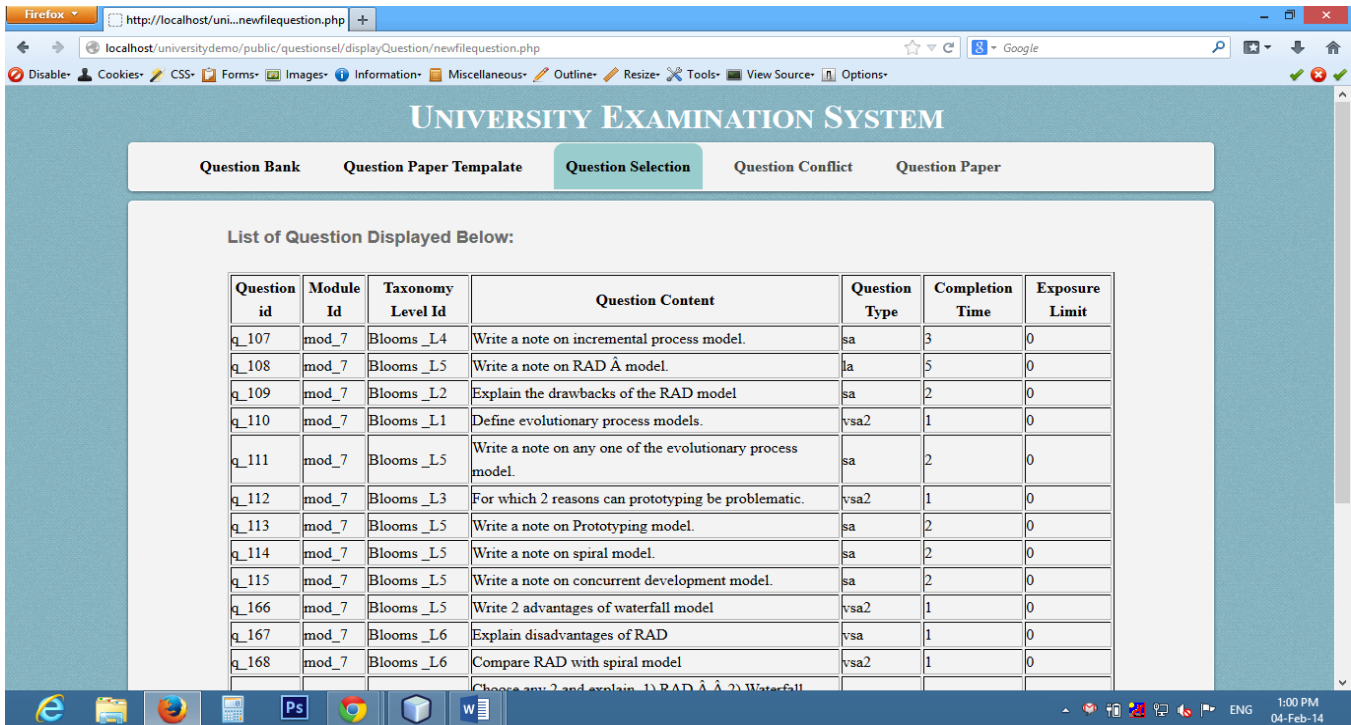 Firefox
http://localhost/uni...newfilequestion.php
+
localhost/universitydemo/public/questionsel/displayQuestion/newfilequestion.php
8 Google
Disable Cookies CSS Forms Images Information Miscellaneous Outline Resize Tools View Source Options
UNIVERSITY EXAMINATION SYSTEM
Question Bank Question Paper Tempalate Question Selection Question Conflict Question Paper
List of Question Displayed Below:
Question id Module Id Taxonomy Level Id Question Content Question Type Completion Time Exposure Limit
q_107 mod_7 Blooms _L4 Write a note on incremental process model. sa 3 0
q_108 mod_7 Blooms _L5 Write a note on RAD Â model. la 5 0
q_109 mod_7 Blooms _L2 Explain the drawbacks of the RAD model sa 2 0
q_110 mod_7 Blooms _L1 Define evolutionary process models. vsa2 1 0
q_111 mod_7 Blooms _L5 Write a note on any one of the evolutionary process model. sa 2 0
q_112 mod_7 Blooms _L3 For which 2 reasons can prototyping be problematic. vsa2 1 0
q_113 mod_7 Blooms _L5 Write a note on Prototyping model. sa 2 0
q_114 mod_7 Blooms _L5 Write a note on spiral model. sa 2 0
q_115 mod_7 Blooms _L5 Write a note on concurrent development model. sa 2 0
q_166 mod_7 Blooms _L5 Write 2 advantages of waterfall model vsa2 1 0
q_167 mod_7 Blooms _L6 Explain disadvantages of RAD vsa 1 0
q_168 mod_7 Blooms _L6 Compare RAD with spiral model vsa2 1 0
Choose any 2 and explain. 1) RAD Â Â 2) Waterfall
Ps
ENG
1:00 PM
04-Feb-14